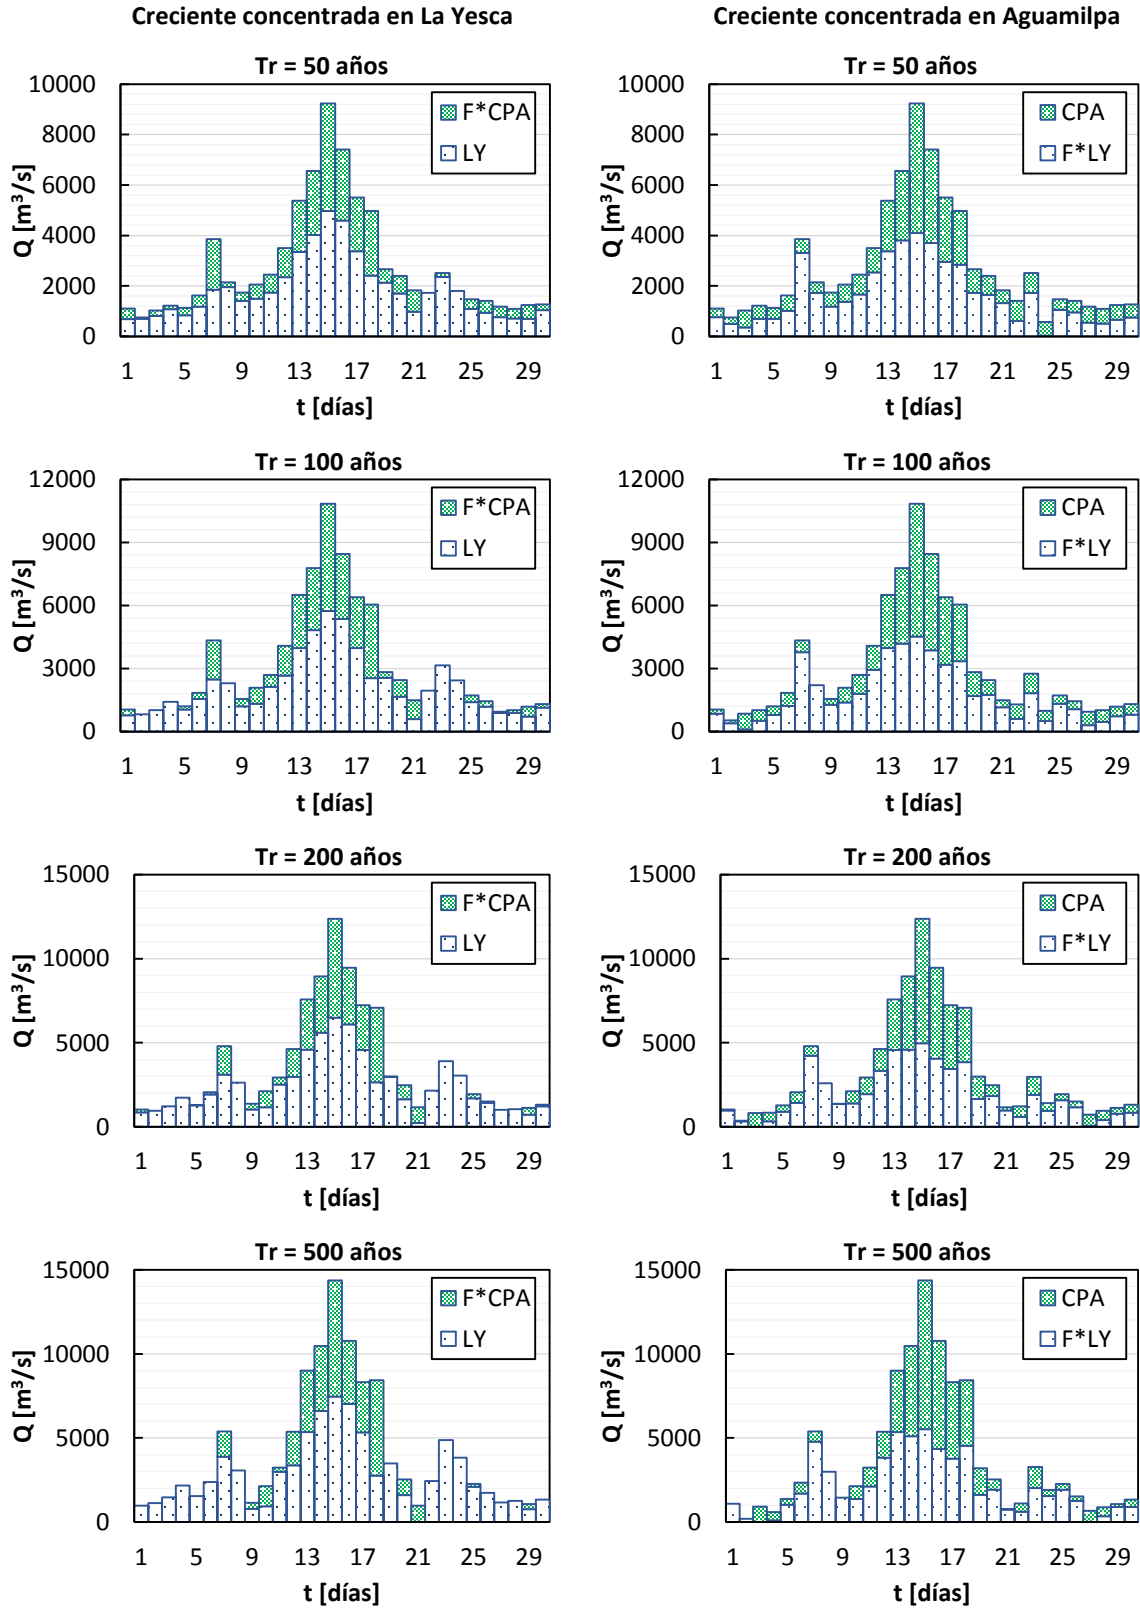 Creciente concentrada en La Yesca
Creciente concentrada en Aguamilpa
Tr = 50 años
Q [m³/s]
10000
8000
6000
4000
2000
0
F*CPA
LY
1 5 9 13 17 21 25 29
t [días]
Tr = 50 años
Q [m³/s]
10000
8000
6000
4000
2000
0
CPA
F*LY
1 5 9 13 17 21 25 29
t [días]
Tr = 100 años
Q [m³/s]
12000
9000
6000
3000
0
F*CPA
LY
1 5 9 13 17 21 25 29
t [días]
Tr = 100 años
Q [m³/s]
12000
9000
6000
3000
0
CPA
F*LY
1 5 9 13 17 21 25 29
t [días]
Tr = 200 años
Q [m³/s]
15000
10000
5000
0
F*CPA
LY
1 5 9 13 17 21 25 29
t [días]
Tr = 200 años
Q [m³/s]
15000
10000
5000
0
CPA
F*LY
1 5 9 13 17 21 25 29
t [días]
Tr = 500 años
Q [m³/s]
15000
10000
5000
0
F*CPA
LY
1 5 9 13 17 21 25 29
t [días]
Tr = 500 años
Q [m³/s]
15000
10000
5000
0
CPA
F*LY
1 5 9 13 17 21 25 29
t [días]